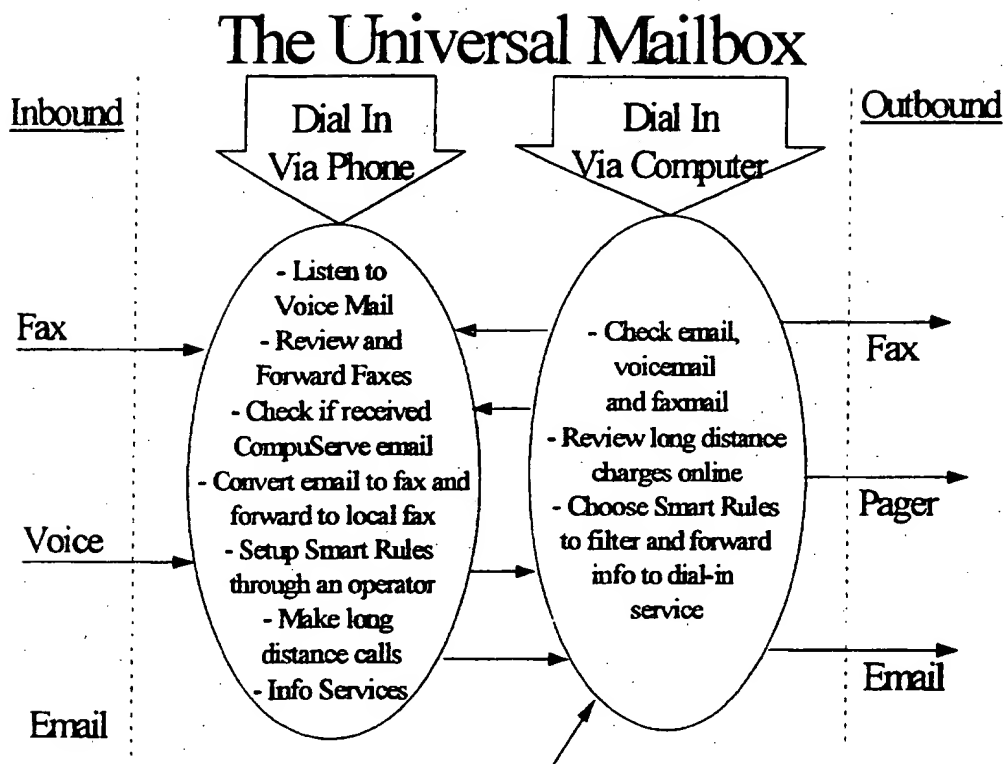 The Universal Mailbox
Inbound
Dial In
Via Phone
Dial In
Via Computer
Outbound
Fax
Voice
Email
- Listen to
Voice Mail
- Review and
Forward Faxes
- Check if received
CompuServe email
- Convert email to fax and
forward to local fax
- Setup Smart Rules
through an operator
- Make long
distance calls
- Info Services
- Check email,
voicemail
and faxmail
- Review long distance
charges online
- Choose Smart Rules
to filter and forward
info to dial-in
service
Fax
Pager
Email